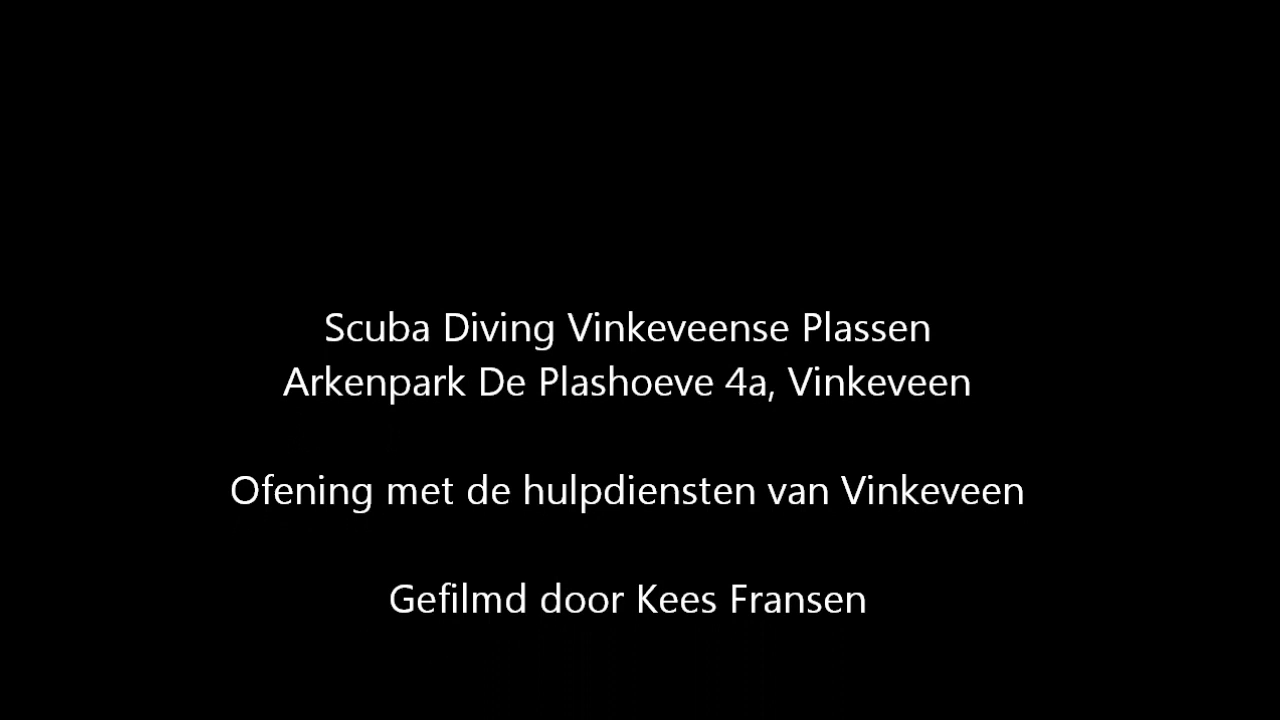 Scuba Diving Vinkeveense Plassen
Arkenpark De Plashoeve 4a, Vinkeveen
Ofening met de hulpdiensten van Vinkeveen
Gefilmd door Kees Fransen